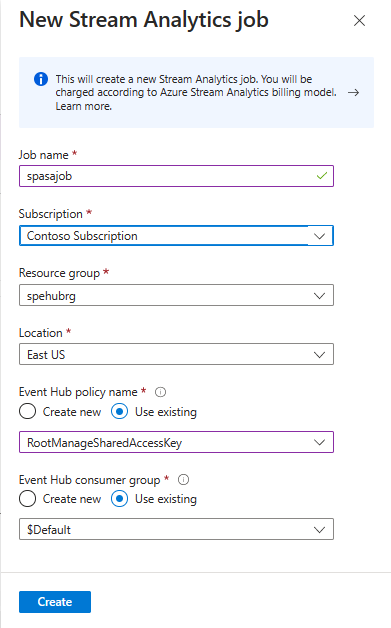 New Stream Analytics job
This will create a new Stream Analytics job. You will be
charged according to Azure Stream Analytics billing model.
Learn more.
Job name *
spasajob
Subscription *
Contoso Subscription
Resource group *
spehubrg
Location *
East US
Event Hub policy name *
Create new Use existing
RootManageSharedAccessKey
Event Hub consumer group *
Create new Use existing
$Default
Create